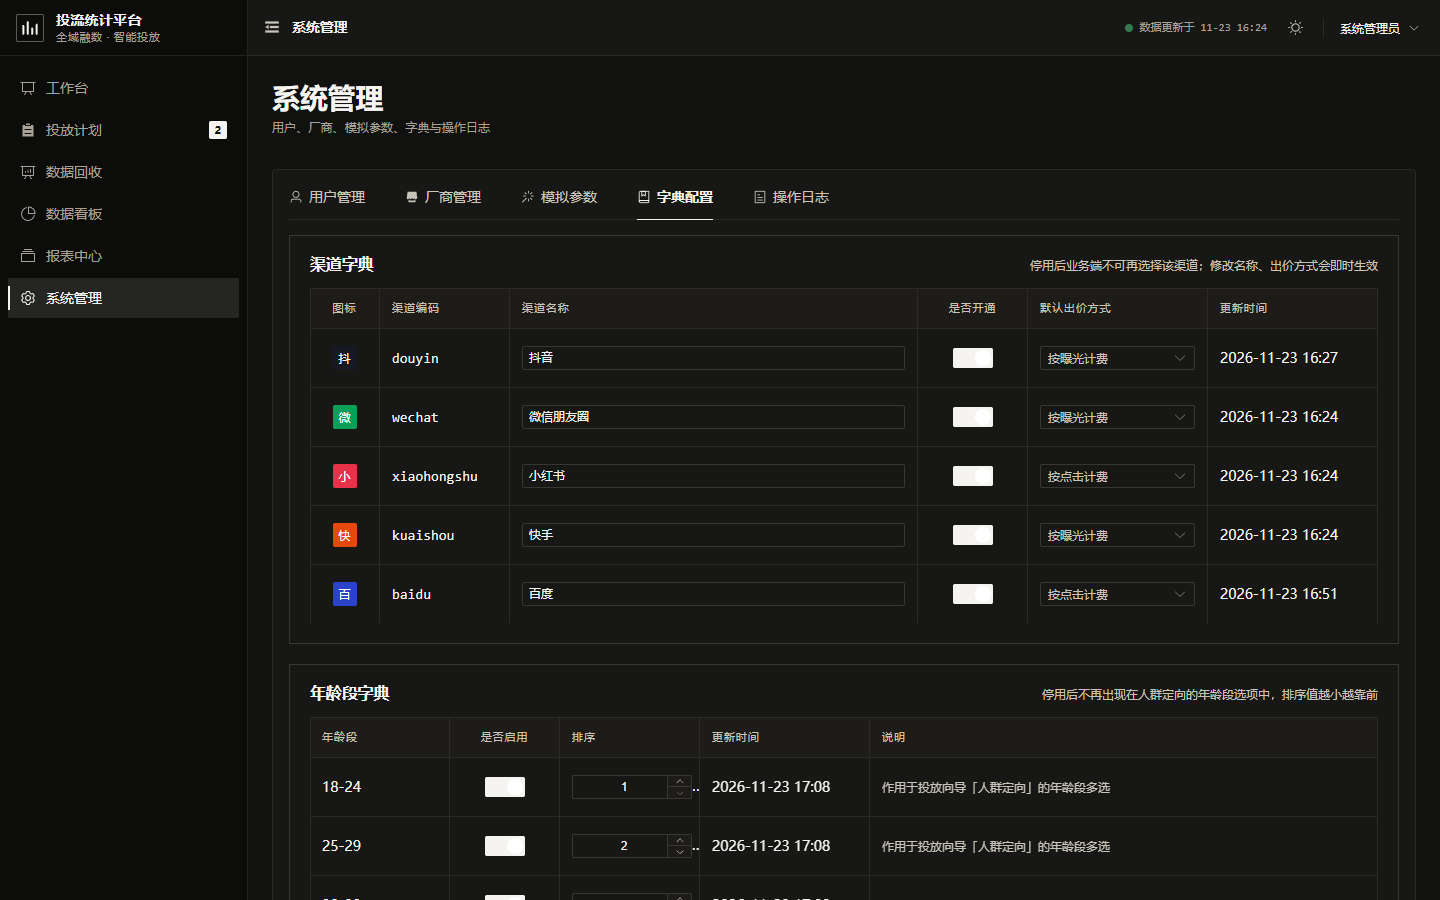 投流统计平台
全域融数 · 智能投放
系统管理
数据更新于 11-23 16:24
系统管理员
工作台
投放计划 2
数据回收
数据看板
报表中心
系统管理
系统管理
用户、厂商、模拟参数、字典与操作日志
用户管理 厂商管理 模拟参数 字典配置 操作日志
渠道字典 停用后业务端不可再选择该渠道；修改名称、出价方式会即时生效
图标 渠道编码 渠道名称 是否开通 默认出价方式 更新时间
抖 douyin 抖音 按曝光计费 2026-11-23 16:27
微 wechat 微信朋友圈 按曝光计费 2026-11-23 16:24
小 xiaohongshu 小红书 按点击计费 2026-11-23 16:24
快 kuaishou 快手 按曝光计费 2026-11-23 16:24
百 baidu 百度 按点击计费 2026-11-23 16:51
年龄段字典 停用后不再出现在人群定向的年龄段选项中，排序值越小越靠前
年龄段 是否启用 排序 更新时间 说明
18-24 1 .. 2026-11-23 17:08 作用于投放向导「人群定向」的年龄段多选
25-29 2 .. 2026-11-23 17:08 作用于投放向导「人群定向」的年龄段多选